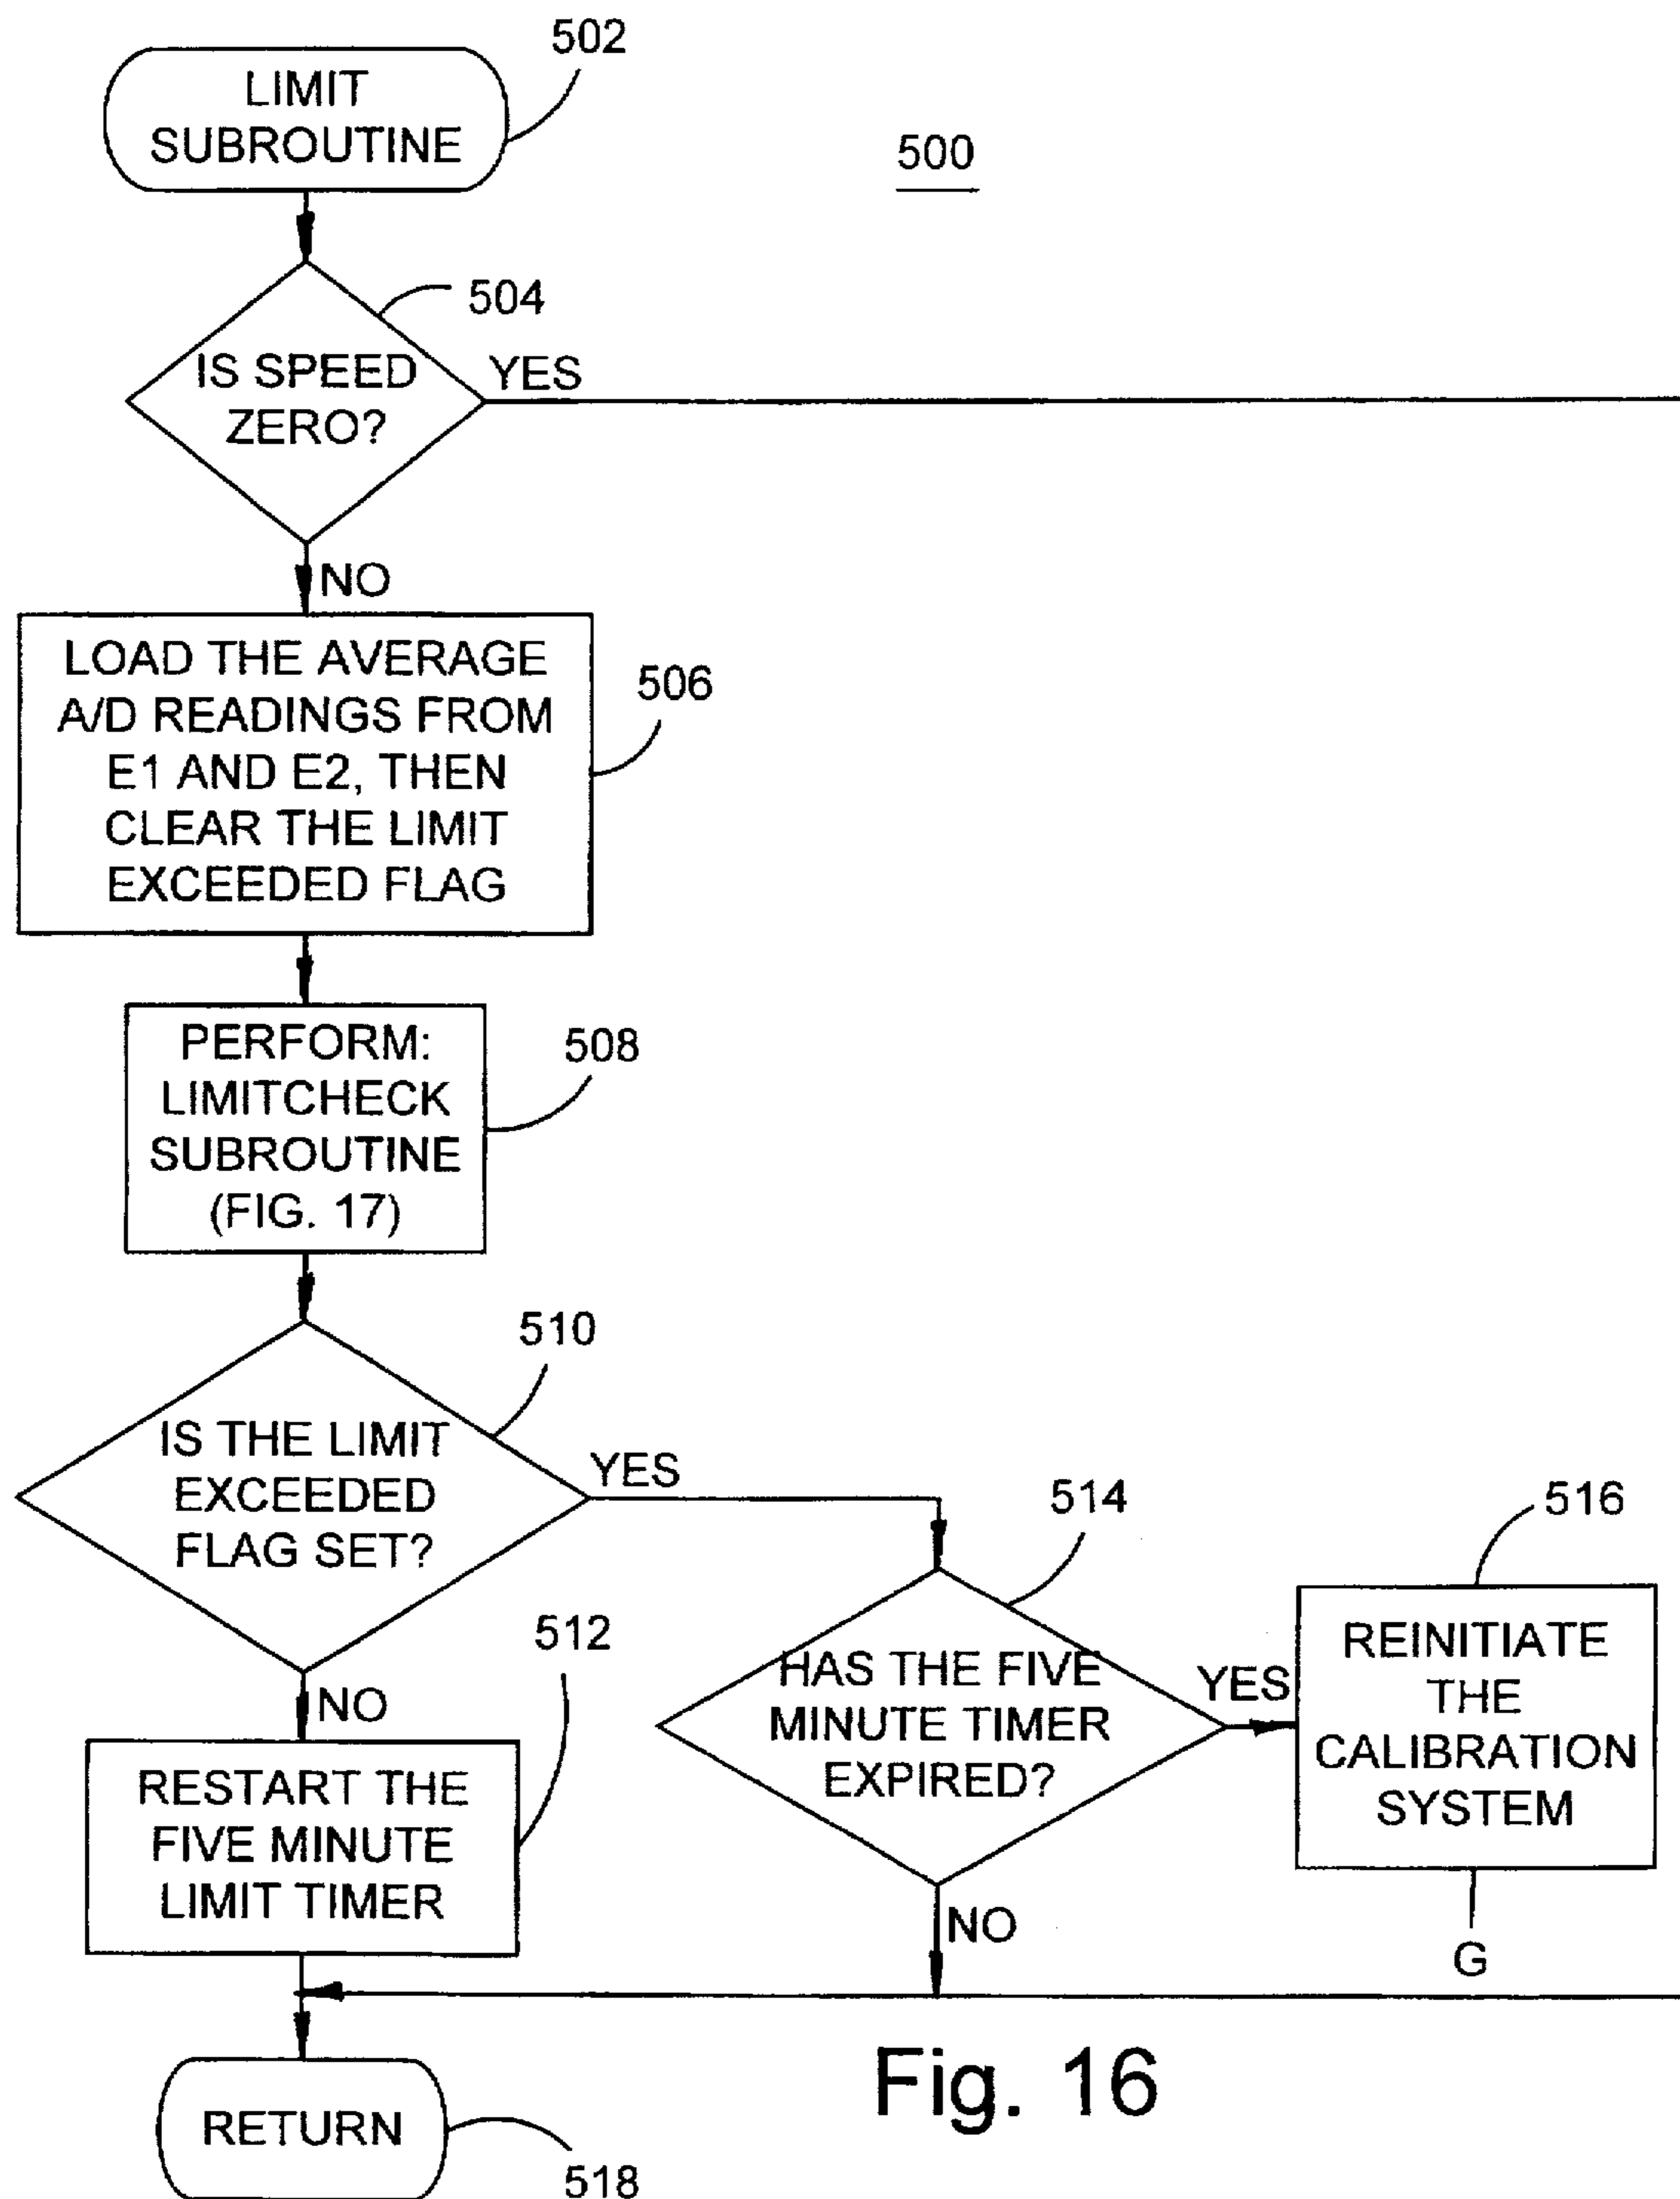 502
LIMIT
SUBROUTINE
500
504
IS SPEED
ZERO?
YES
NO
LOAD THE AVERAGE
A/D READINGS FROM
E1 AND E2, THEN
CLEAR THE LIMIT
EXCEEDED FLAG
506
PERFORM:
LIMITCHECK
SUBROUTINE
(FIG. 17)
508
510
IS THE LIMIT
EXCEEDED
FLAG SET?
YES
NO
512
RESTART THE
FIVE MINUTE
LIMIT TIMER
514
HAS THE FIVE
MINUTE TIMER
EXPIRED?
YES
NO
516
REINITIATE
THE
CALIBRATION
SYSTEM
G
RETURN
518
Fig. 16